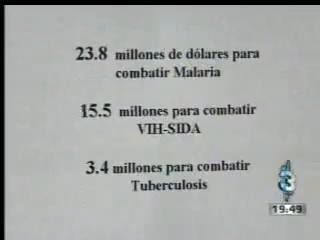 23.8 millones de dólares para
combatir Malaria
15.5 millones para combatir
VIH-SIDA
3.4 millones para combatir
Tuberculosis
3
19:49